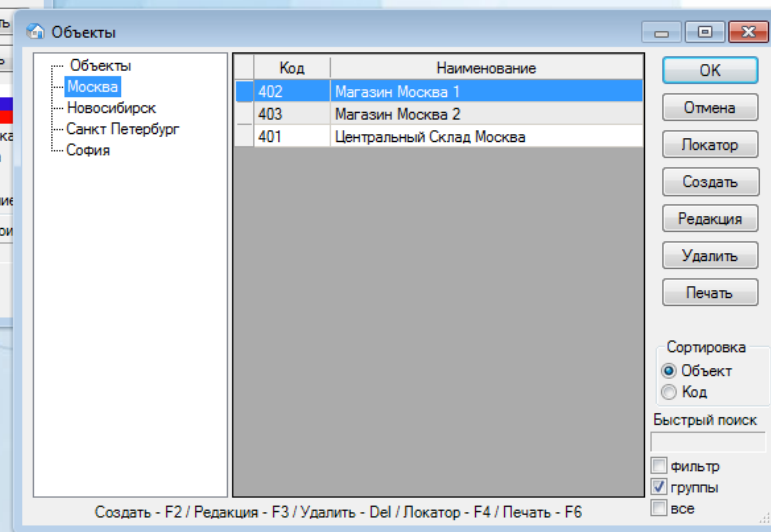 Объекты
Объекты
Москва
Новосибирск
Санкт Петербург
София
Код Наименование
402 Магазин Москва 1
403 Магазин Москва 2
401 Центральный Склад Москва
OK
Отмена
Локатор
Создать
Редакция
Удалить
Печать
Сортировка
Объект
Код
Быстрый поиск
фильтр
группы
все
Создать - F2 / Редакция - F3 / Удалить - Del / Локатор - F4 / Печать - F6